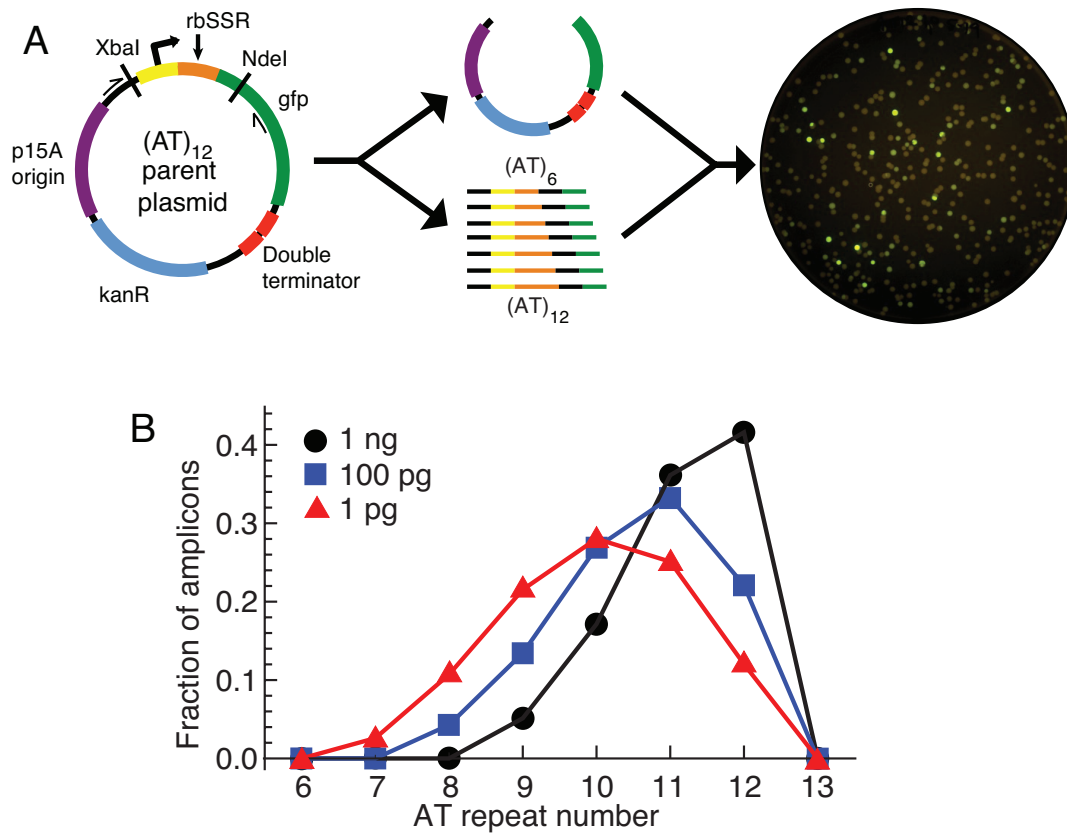 A
rbSSR
XbaI
NdeI
gfp
p15A
origin
(AT)12
parent
plasmid
Double
terminator
kanR
(AT)6
(AT)12
B
1 ng
100 pg
1 pg
Fraction of amplicons
0.4
0.3
0.2
0.1
0.0
6 7 8 9 10 11 12 13
AT repeat number